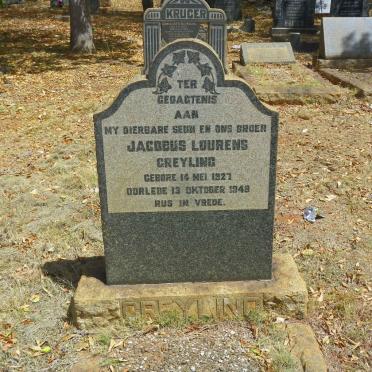 KRUGER
TER
GEDAGTENIS
AAN
MY DIERBARE SEUN EN ONS BROER
JACOBUS LOURENS
GREYLING
GEBORE 14 MEI 1927
OORLEDE 13 OKTOBER 1949
RUS IN VREDE.
GREYLING